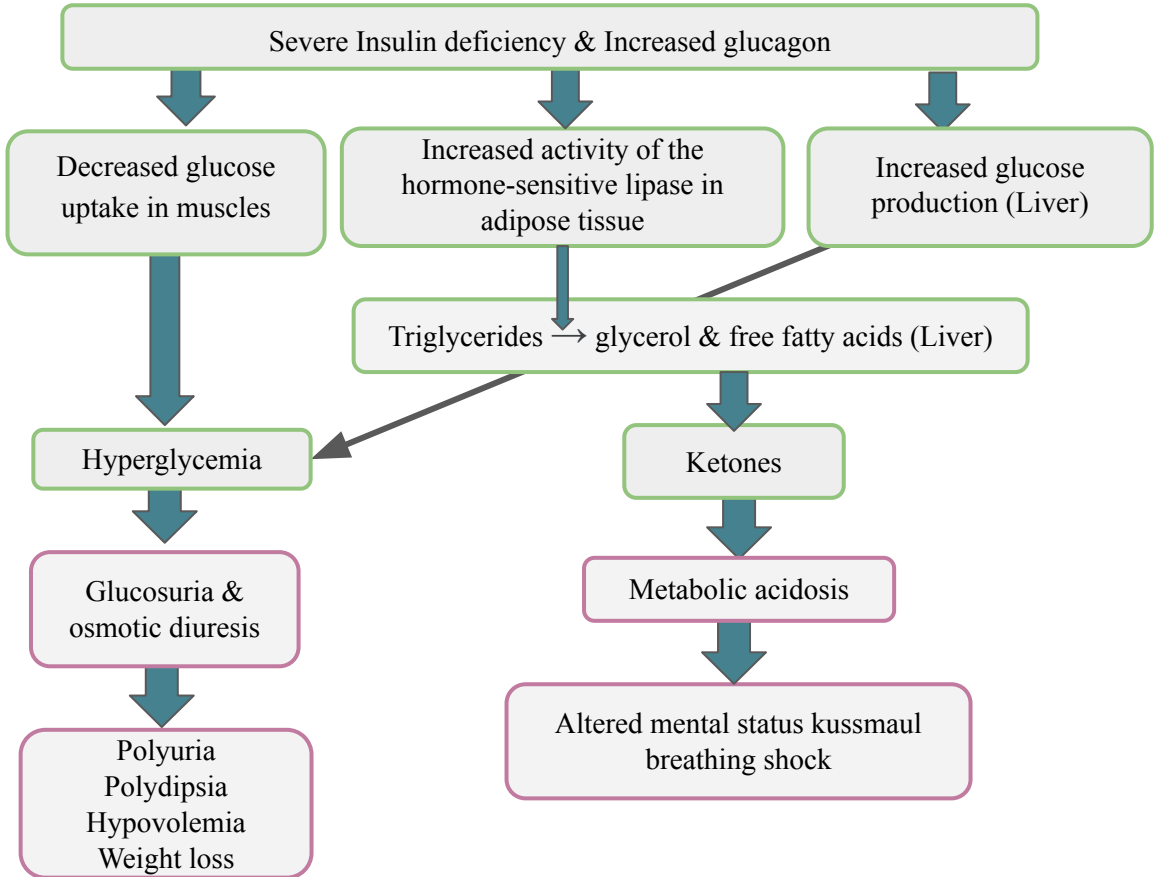 Severe Insulin deficiency & Increased glucagon
Decreased glucose
uptake in muscles
Increased activity of the
hormone-sensitive lipase in
adipose tissue
Increased glucose
production (Liver)
Triglycerides → glycerol & free fatty acids (Liver)
Hyperglycemia
Ketones
Glucosuria &
osmotic diuresis
Metabolic acidosis
Polyuria
Polydipsia
Hypovolemia
Weight loss
Altered mental status kussmaul
breathing shock